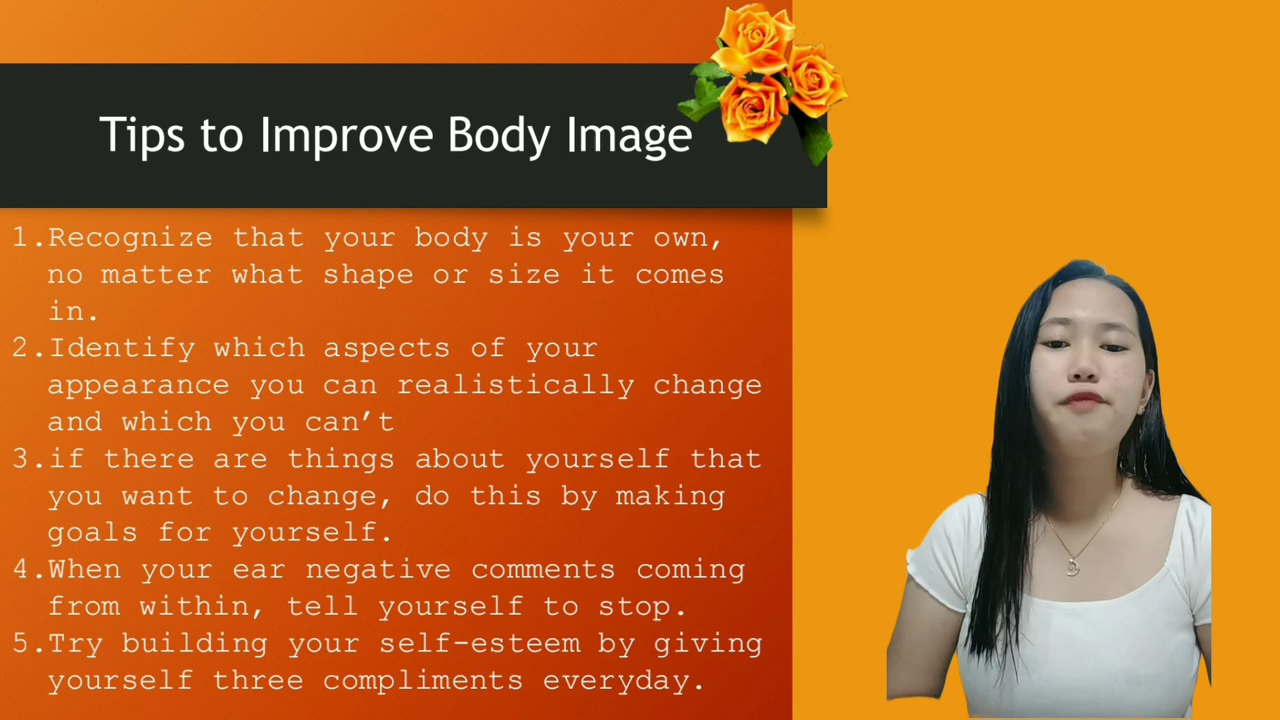 Tips to Improve Body Image
1.Recognize that your body is your own,
no matter what shape or size it comes
in.
2.Identify which aspects of your
appearance you can realistically change
and which you can’t
3.if there are things about yourself that
you want to change, do this by making
goals for yourself.
4.When your ear negative comments coming
from within, tell yourself to stop.
5.Try building your self-esteem by giving
yourself three compliments everyday.